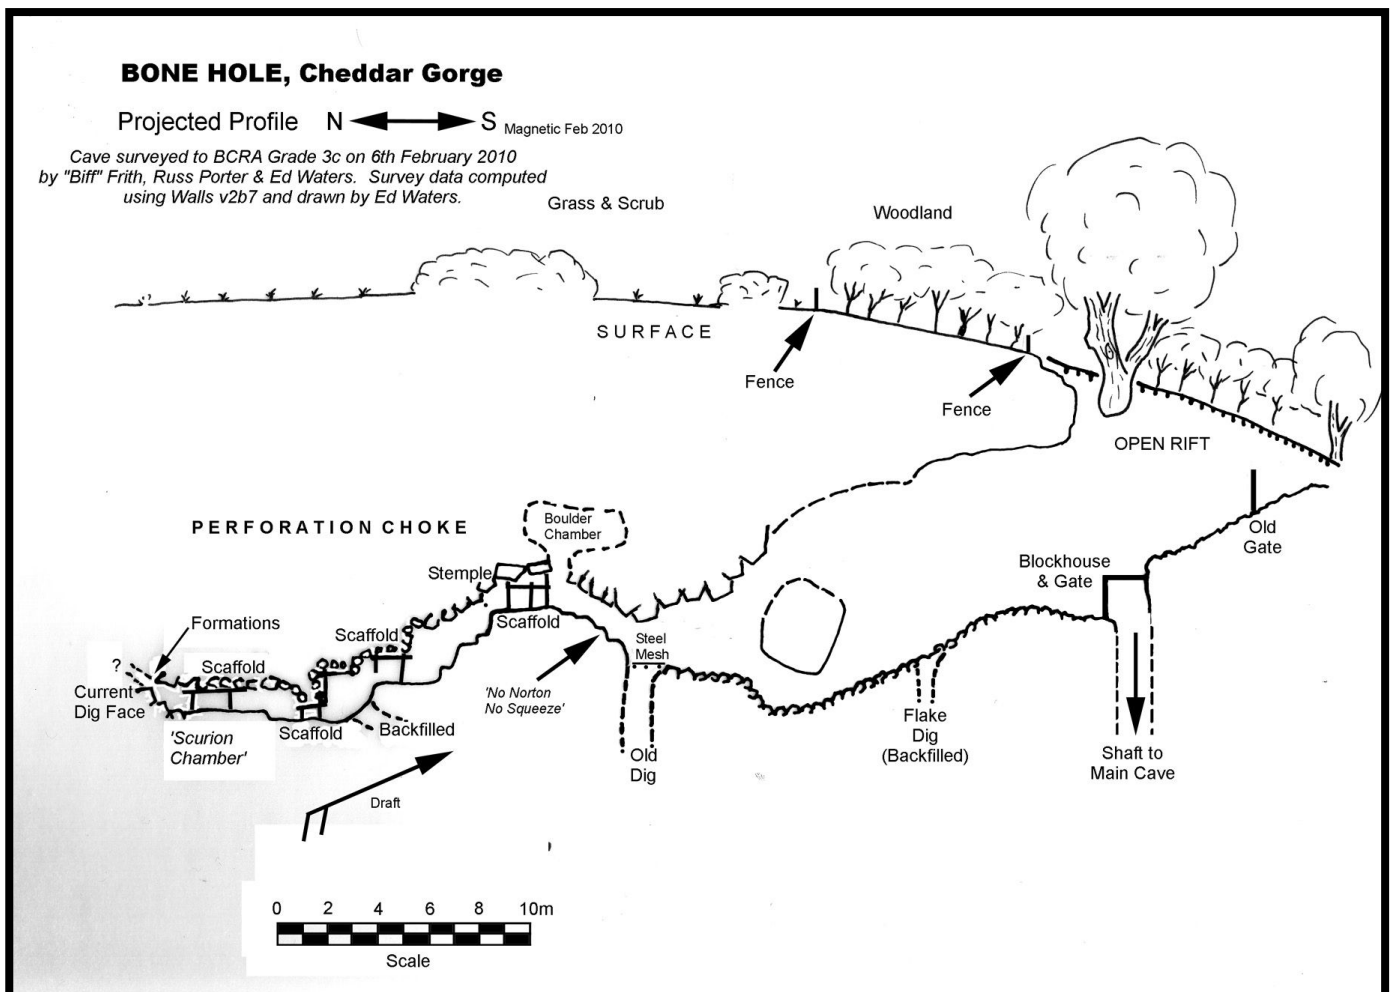 BONE HOLE, Cheddar Gorge
Projected Profile N S Magnetic Feb 2010
Cave surveyed to BCRA Grade 3c on 6th February 2010
by "Biff" Frith, Russ Porter & Ed Waters. Survey data computed
using Walls v2b7 and drawn by Ed Waters.
Grass & Scrub
Woodland
SURFACE
Fence
Fence
OPEN RIFT
PERFORATION CHOKE
Boulder
Chamber
Old
Gate
Blockhouse
& Gate
Stemple
Formations
Scaffold
Scaffold
Scaffold
Steel
Mesh
?
Current
Dig Face
'No Norton
No Squeeze'
'Scurion
Chamber'
Scaffold
Backfilled
Flake
Dig
(Backfilled)
Old
Dig
Shaft to
Main Cave
Draft
0 2 4 6 8 10m
Scale